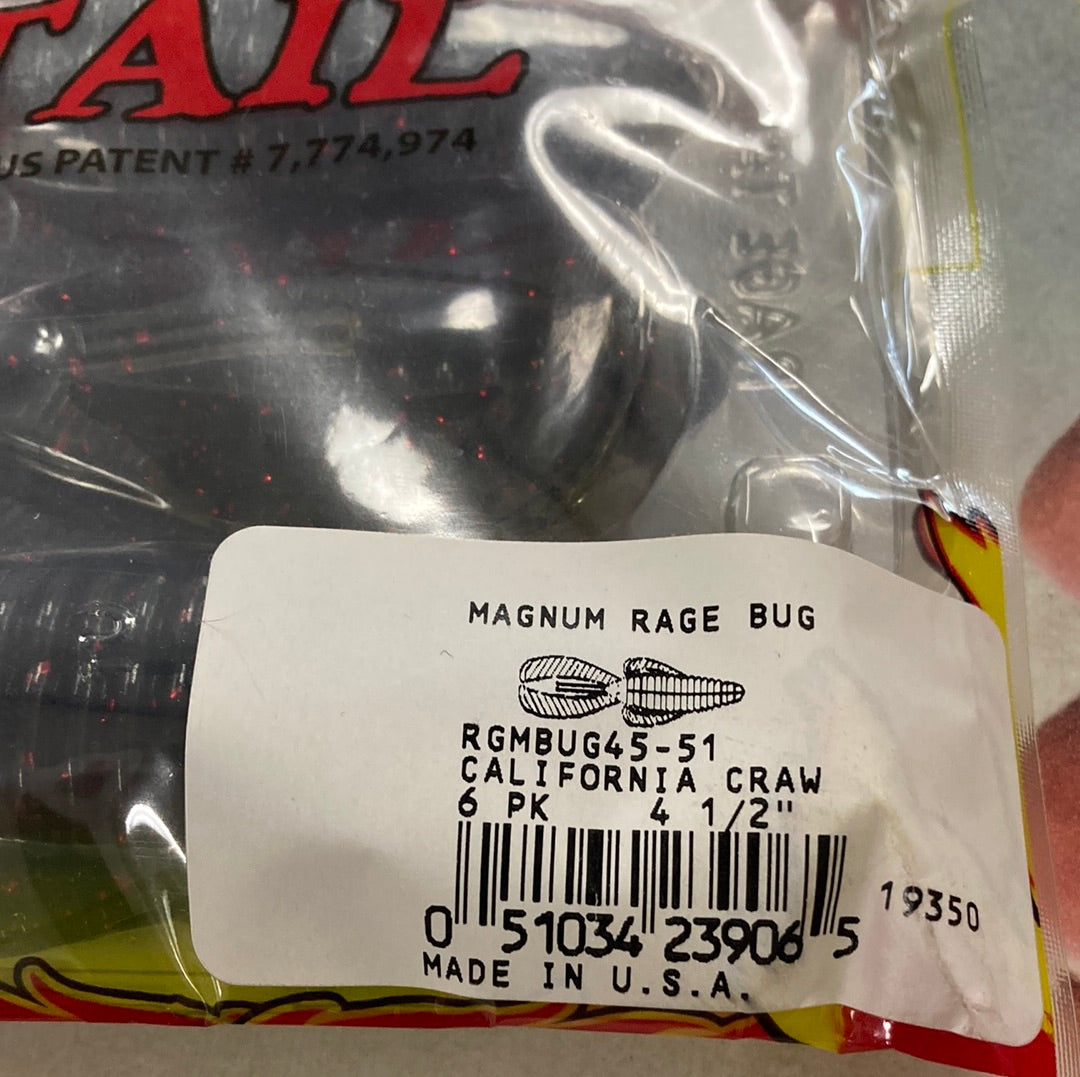 TAIL
US PATENT # 7,774,974
MAGNUM RAGE BUG
RGMBUG45-51
CALIFORNIA CRAW
6 PK 4 1/2"
0 51034 23906 5
19350
MADE IN U.S.A.